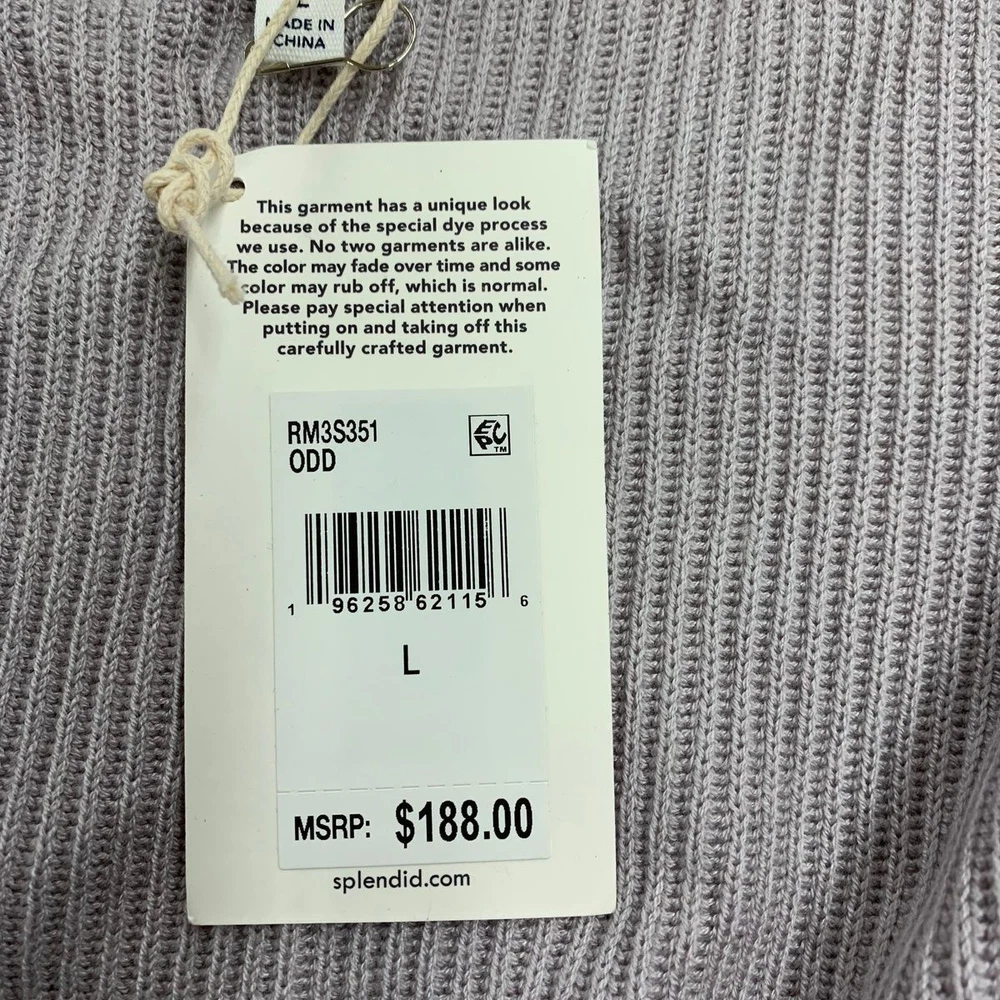 MADE IN
CHINA
This garment has a unique look
because of the special dye process
we use. No two garments are alike.
The color may fade over time and some
color may rub off, which is normal.
Please pay special attention when
putting on and taking off this
carefully crafted garment.
RM3S351
ODD
EPC TM
1 96258 62115 6
L
MSRP: $188.00
splendid.com